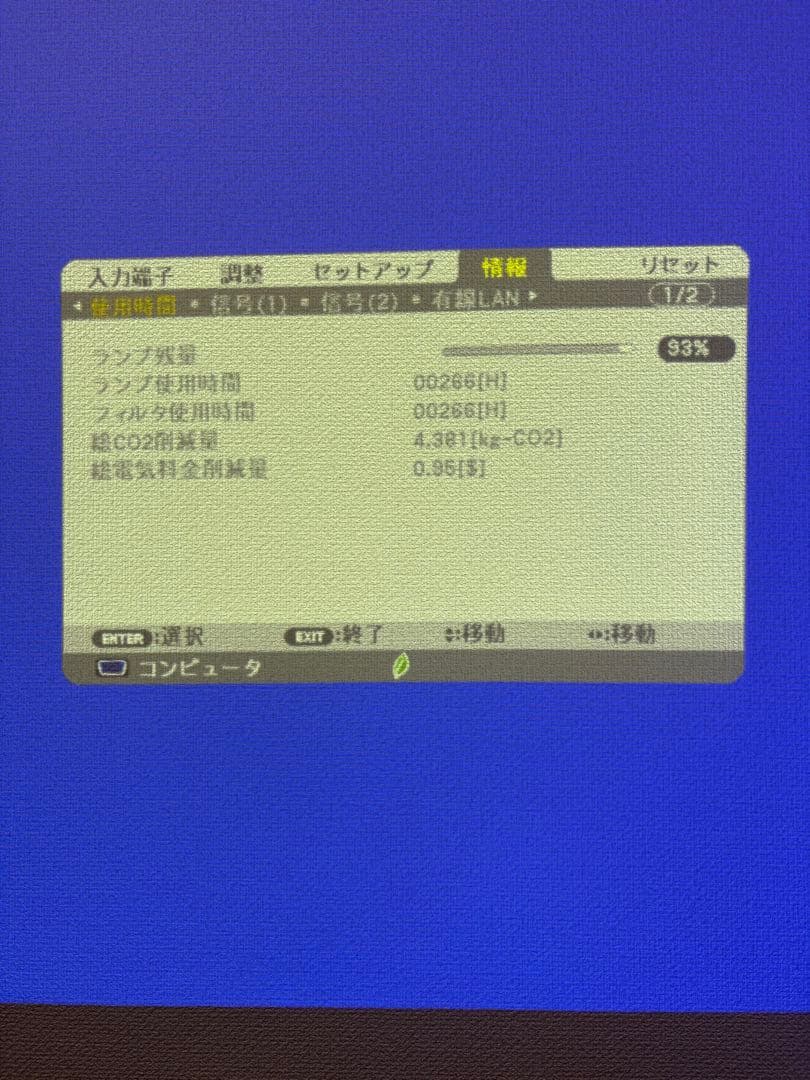 入力端子 調整 セットアップ 情報 リセット
使用時間 信号(1) 信号(2) 有線LAN 1/2
ランプ残量 93%
ランプ使用時間 00266[H]
フィルタ使用時間 00266[H]
総CO2削減量 4.381[kg-CO2]
総電気料金削減量 0.95[$]
ENTER:選択 EXIT:終了 :移動 :移動
コンピュータ